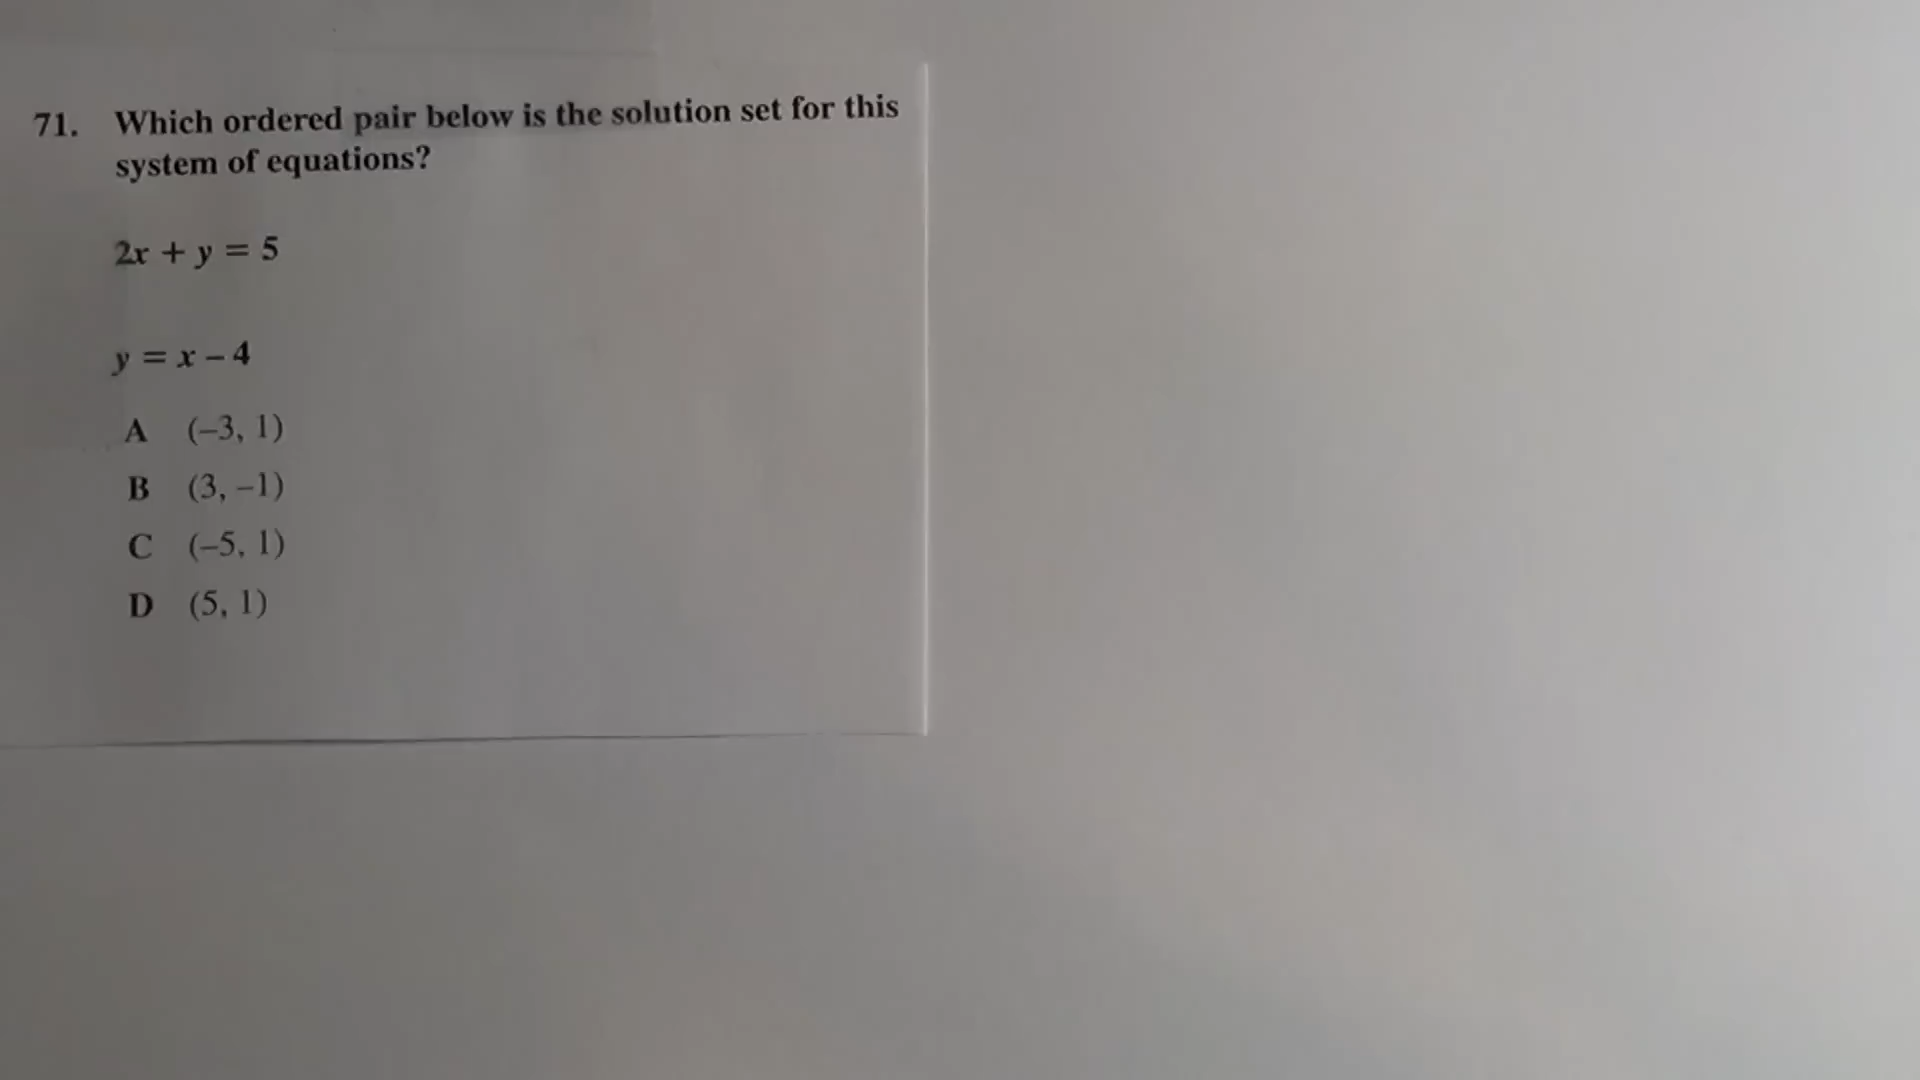 71. Which ordered pair below is the solution set for this
system of equations?
2x + y = 5
y = x – 4
A (–3, 1)
B (3, –1)
C (–5, 1)
D (5, 1)